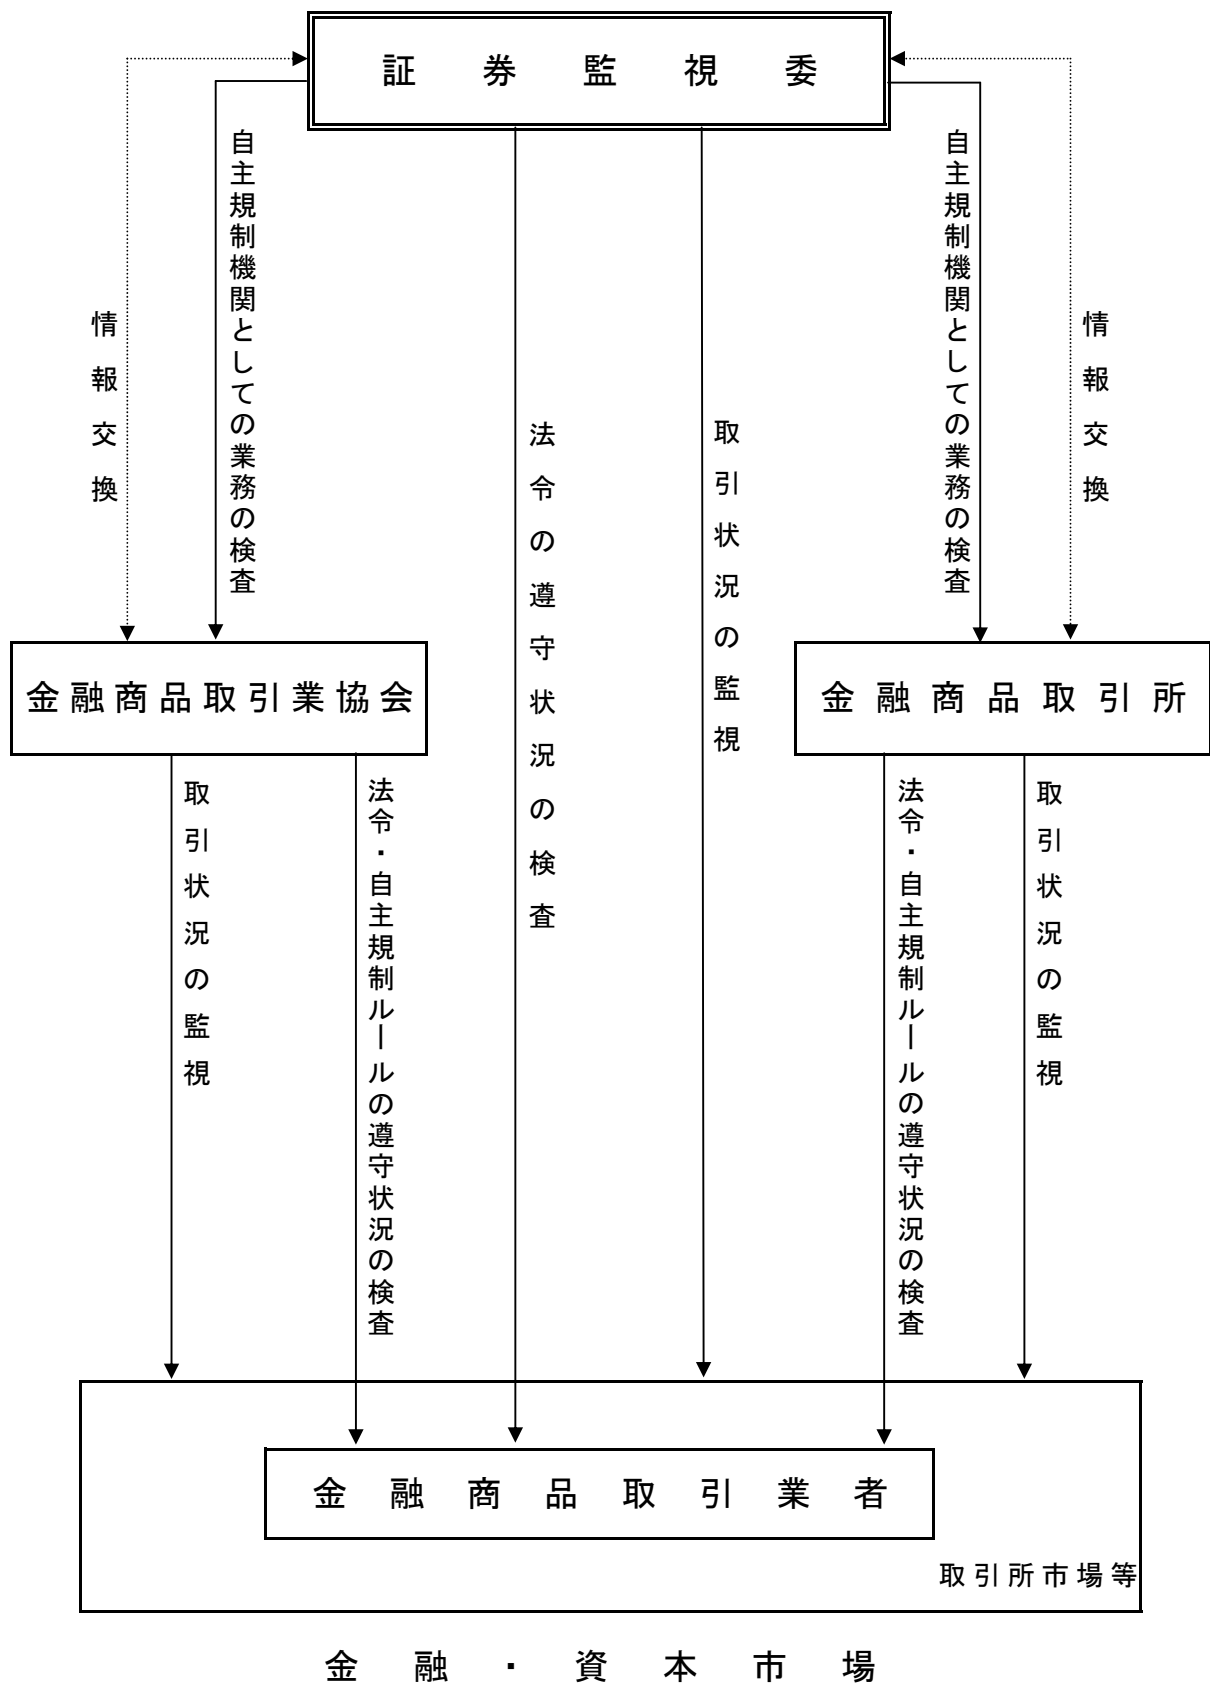 証券監視委
情報交換
自主規制機関としての業務の検査
法令の遵守状況の検査
取引状況の監視
自主規制機関としての業務の検査
情報交換
金融商品取引業協会
金融商品取引所
取引状況の監視
法令・自主規制ルールの遵守状況の検査
法令・自主規制ルールの遵守状況の検査
取引状況の監視
金融商品取引業者
取引所市場等
金融・資本市場